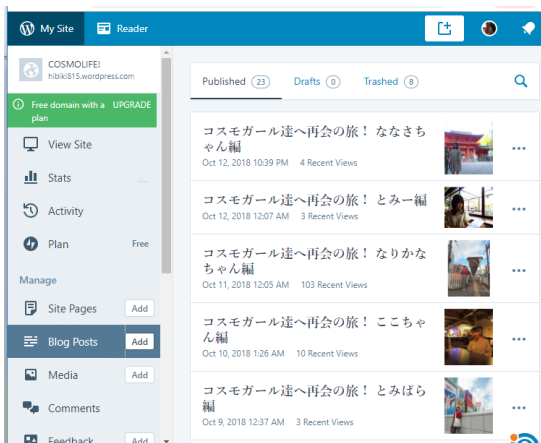 My Site
Reader
COSMOLIFE!
hibiki815.wordpress.com
Free domain with a plan
UPGRADE
View Site
Stats
Activity
Plan
Free
Manage
Site Pages
Add
Blog Posts
Add
Media
Add
Comments
Feedback
Add
Published 23
Drafts 0
Trashed 8
コスモガール達へ再会の旅！ ななさち
ゃん編
Oct 12, 2018 10:39 PM 4 Recent Views
コスモガール達へ再会の旅！ とみー編
Oct 12, 2018 12:07 AM 3 Recent Views
コスモガール達へ再会の旅！ なりかな
ちゃん編
Oct 11, 2018 12:05 AM 103 Recent Views
コスモガール達へ再会の旅！ ここちゃ
ん編
Oct 10, 2018 1:26 AM 10 Recent Views
コスモガール達へ再会の旅！ とみばら
編
Oct 9, 2018 12:37 AM 3 Recent Views